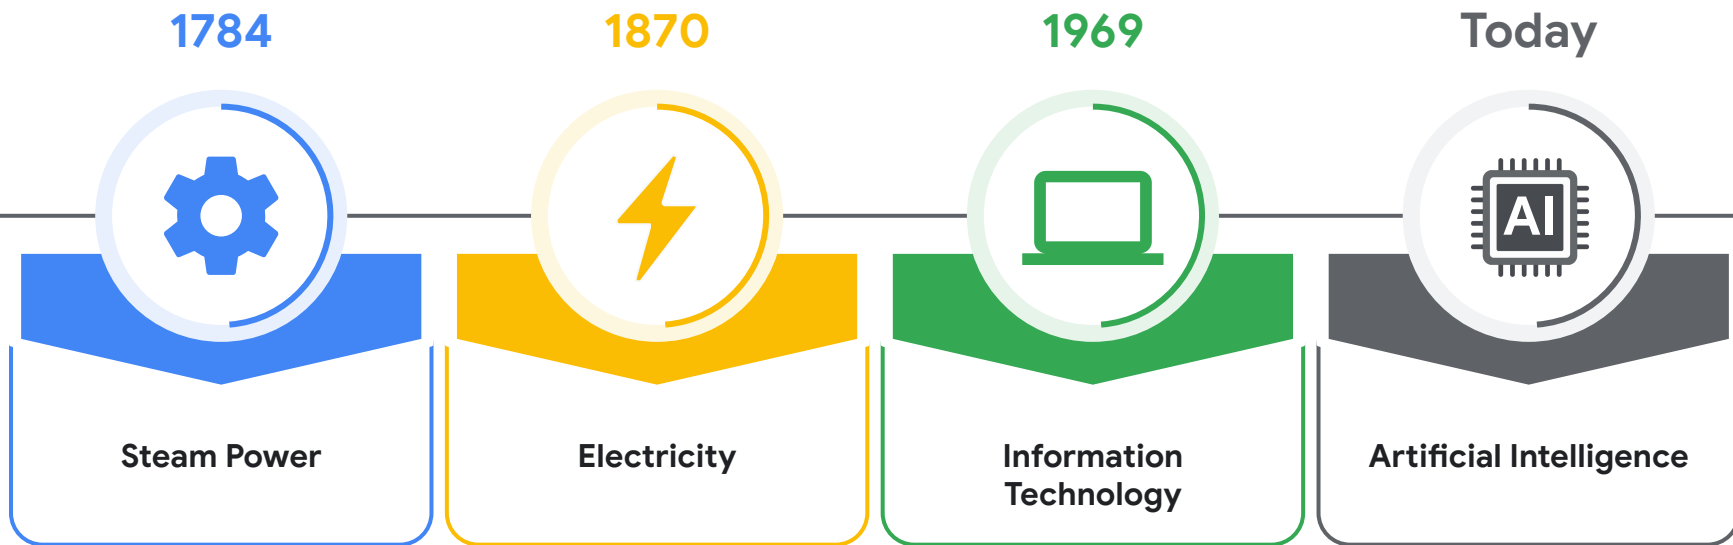 1784
1870
1969
Today
AI
Steam Power
Electricity
Information
Technology
Artificial Intelligence